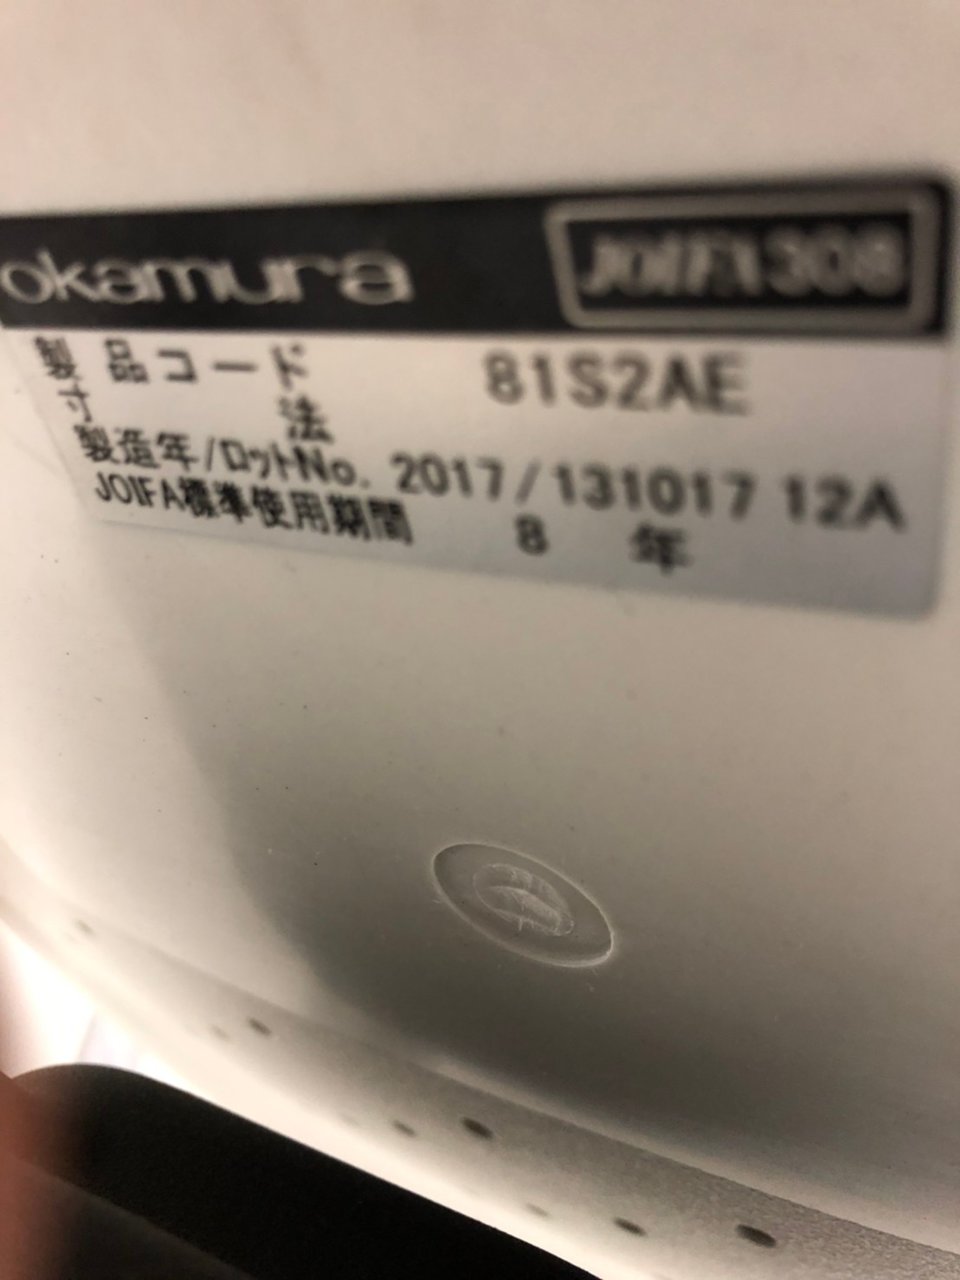 okamura JOIFA308
製品コード 81S2AE
寸法
製造年/ロットNo. 2017/131017 12A
JOIFA標準使用期間 8 年